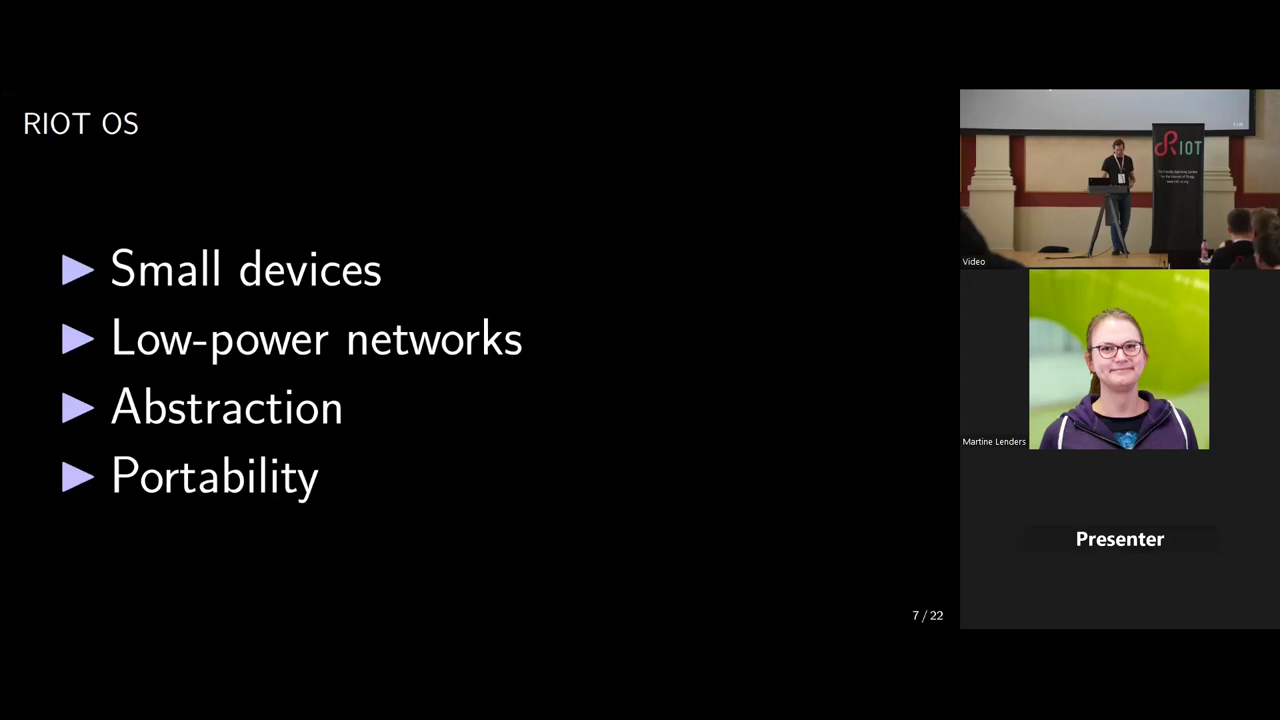 RIOT OS
Small devices
Low-power networks
Abstraction
Portability
7 / 22
RIOT
Video
Martine Lenders
Presenter